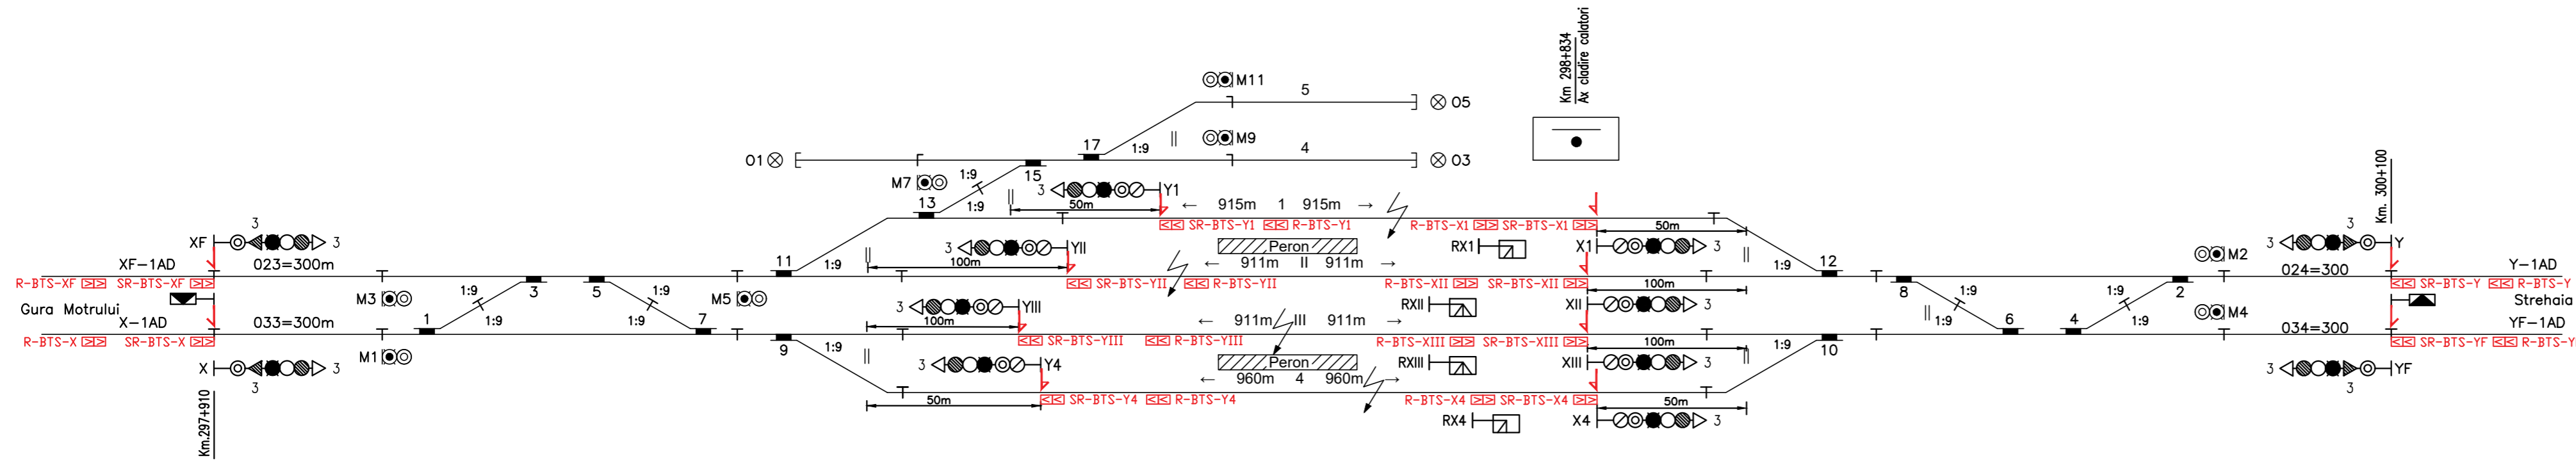 Km 298+834
Ax cladire calatori
M11
5
05
17
M9
1:9
4
01
03
15
M7
1:9
3
Y1
50m
← 915m 1 915m →
13
1:9
SR-BTS-Y1
R-BTS-Y1
R-BTS-X1
SR-BTS-X1
50m
Km. 300+100
3
XF
3
3
YII
Peron
RX1
X1
3
M2
3
3
Y
XF-1AD
023=300m
11
1:9
100m
← 911m II 911m →
1:9
12
024=300
Y-1AD
R-BTS-XF
SR-BTS-XF
1:9
3
5
1:9
SR-BTS-YII
R-BTS-YII
R-BTS-XII
SR-BTS-XII
100m
8
1:9
1:9
2
SR-BTS-Y
R-BTS-Y
Gura Motrului
M3
M5
3
YIII
RXII
XII
3
M4
Strehaia
X-1AD
033=300m
1
1:9
1:9
7
100m
← 911m III 911m →
6
4
1:9
034=300
YF-1AD
R-BTS-X
SR-BTS-X
9
1:9
SR-BTS-YIII
R-BTS-YIII
R-BTS-XIII
SR-BTS-XIII
100m
1:9
10
SR-BTS-YF
R-BTS-Y
M1
X
3
3
3
Y4
Peron
RXIII
XIII
3
3
3
YF
← 960m 4 960m →
50m
SR-BTS-Y4
R-BTS-Y4
R-BTS-X4
SR-BTS-X4
50m
Km.297+910
RX4
X4
3